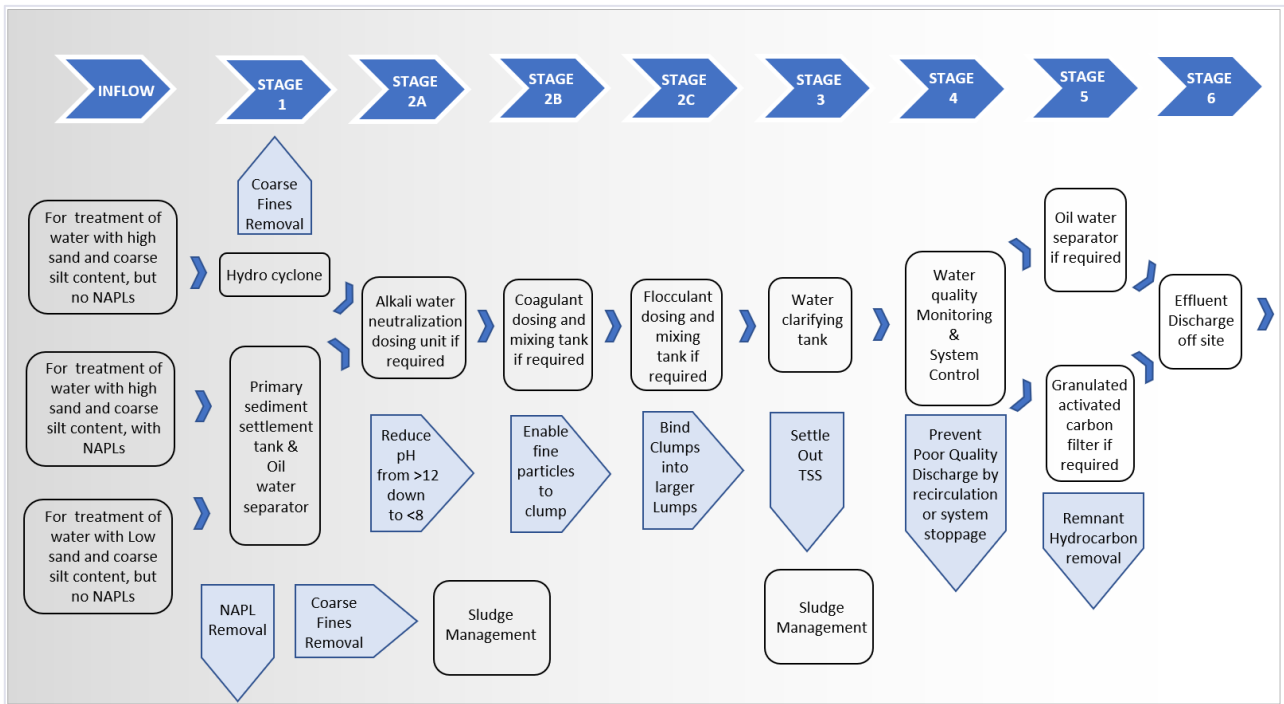 INFLOW
STAGE
1
STAGE
2A
STAGE
2B
STAGE
2C
STAGE
3
STAGE
4
STAGE
5
STAGE
6
Coarse
Fines
Removal
For treatment of
water with high
sand and coarse
silt content, but
no NAPLs
Hydro cyclone
For treatment of
water with high
sand and coarse
silt content, with
NAPLs
For treatment of
water with Low
sand and coarse
silt content, but
no NAPLs
Primary
sediment
settlement
tank &
Oil
water
separator
Alkali water
neutralization
dosing unit if
required
Coagulant
dosing and
mixing tank
if required
Flocculant
dosing and
mixing
tank if
required
Water
clarifying
tank
Water
quality
Monitoring
&
System
Control
Oil water
separator
if required
Granulated
activated
carbon
filter if
required
Effluent
Discharge
off site
Reduce
pH
from >12
down
to <8
Enable
fine
particles
to
clump
Bind
Clumps
into
larger
Lumps
Settle
Out
TSS
Prevent
Poor Quality
Discharge by
recirculation
or system
stoppage
Remnant
Hydrocarbon
removal
NAPL
Removal
Coarse
Fines
Removal
Sludge
Management
Sludge
Management